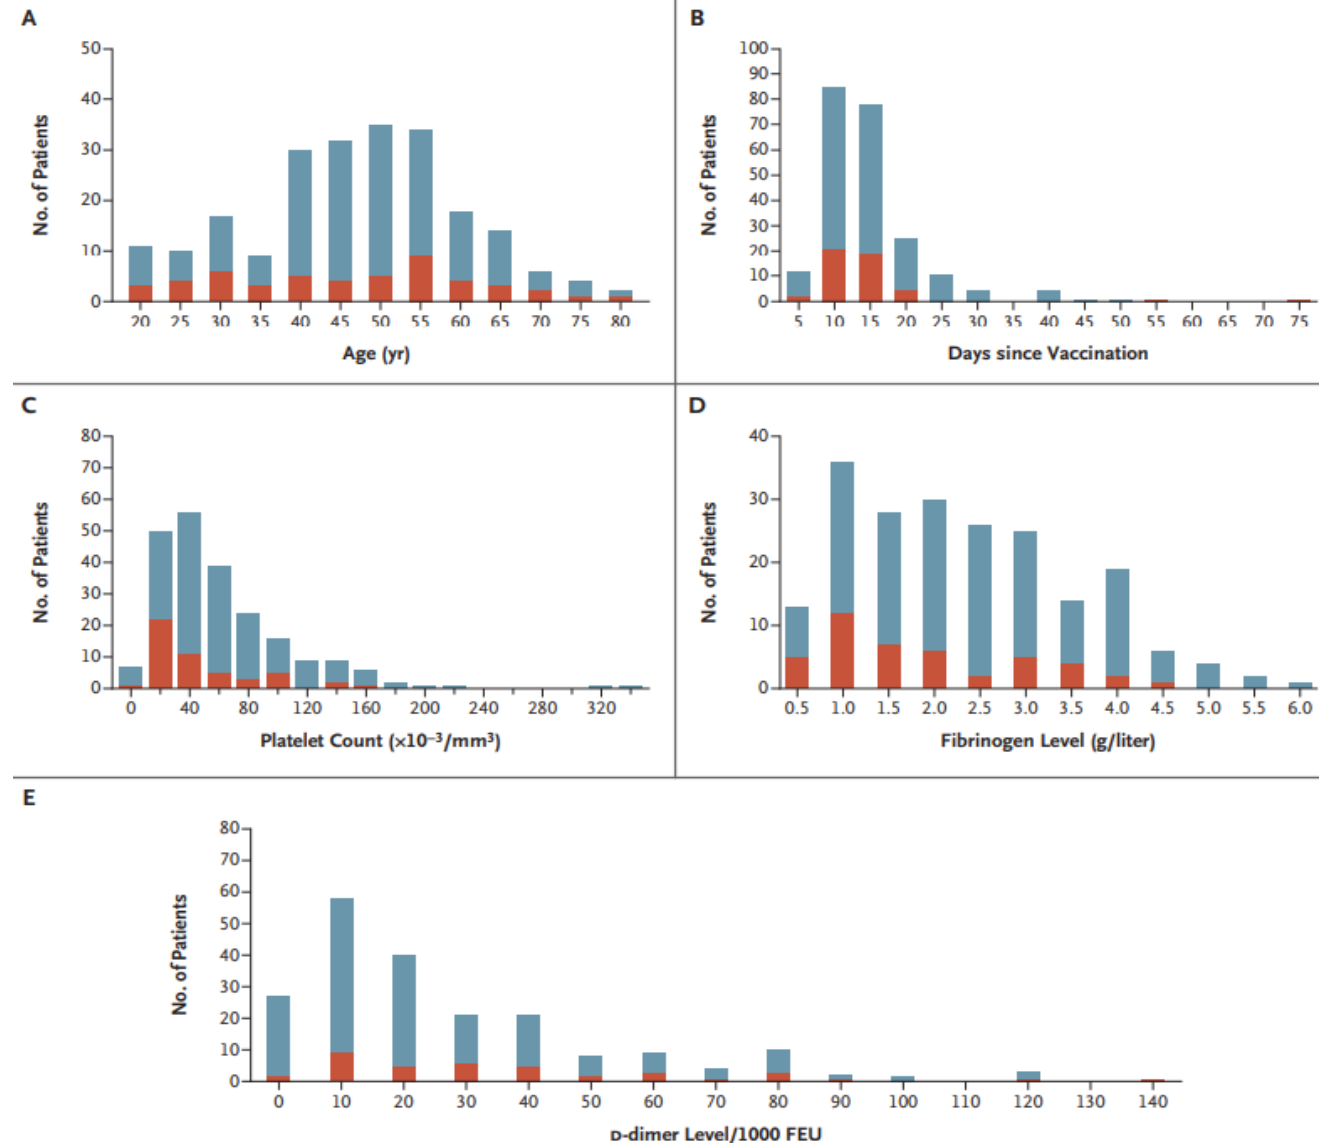 A
50
40
30
20
10
0
No. of Patients
20 25 30 35 40 45 50 55 60 65 70 75 80
Age (yr)
B
100
90
80
70
60
50
40
30
20
10
0
No. of Patients
5 10 15 20 25 30 35 40 45 50 55 60 65 70 75
Days since Vaccination
C
80
70
60
50
40
30
20
10
0
No. of Patients
0 40 80 120 160 200 240 280 320
Platelet Count (×10⁻³/mm³)
D
40
30
20
10
0
No. of Patients
0.5 1.0 1.5 2.0 2.5 3.0 3.5 4.0 4.5 5.0 5.5 6.0
Fibrinogen Level (g/liter)
E
80
70
60
50
40
30
20
10
0
No. of Patients
0 10 20 30 40 50 60 70 80 90 100 110 120 130 140
D-dimer Level/1000 FEU